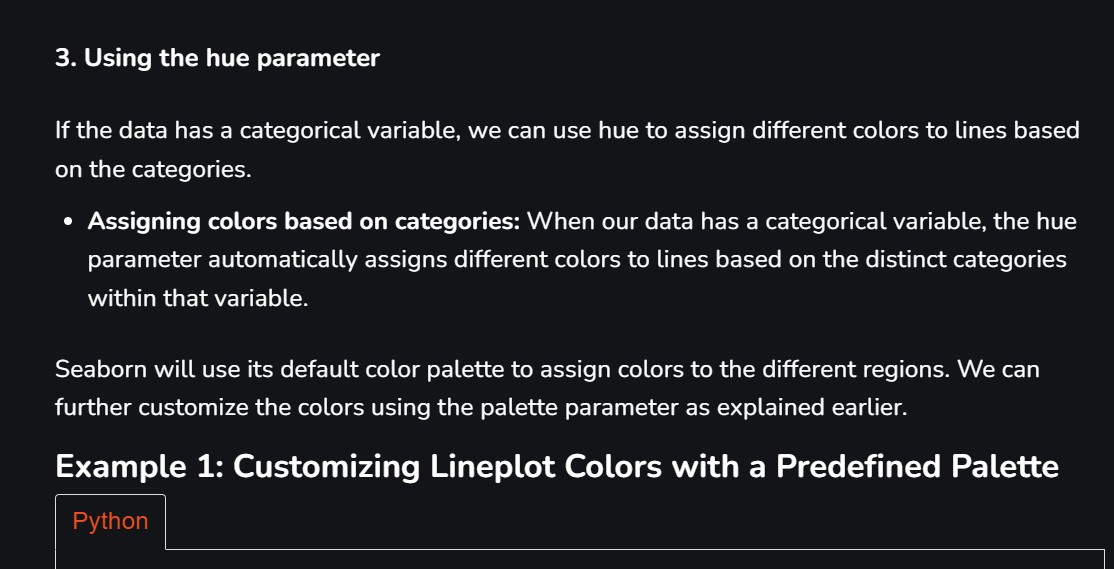 3. Using the hue parameter
If the data has a categorical variable, we can use hue to assign different colors to lines based
on the categories.
• Assigning colors based on categories: When our data has a categorical variable, the hue
parameter automatically assigns different colors to lines based on the distinct categories
within that variable.
Seaborn will use its default color palette to assign colors to the different regions. We can
further customize the colors using the palette parameter as explained earlier.
Example 1: Customizing Lineplot Colors with a Predefined Palette
Python